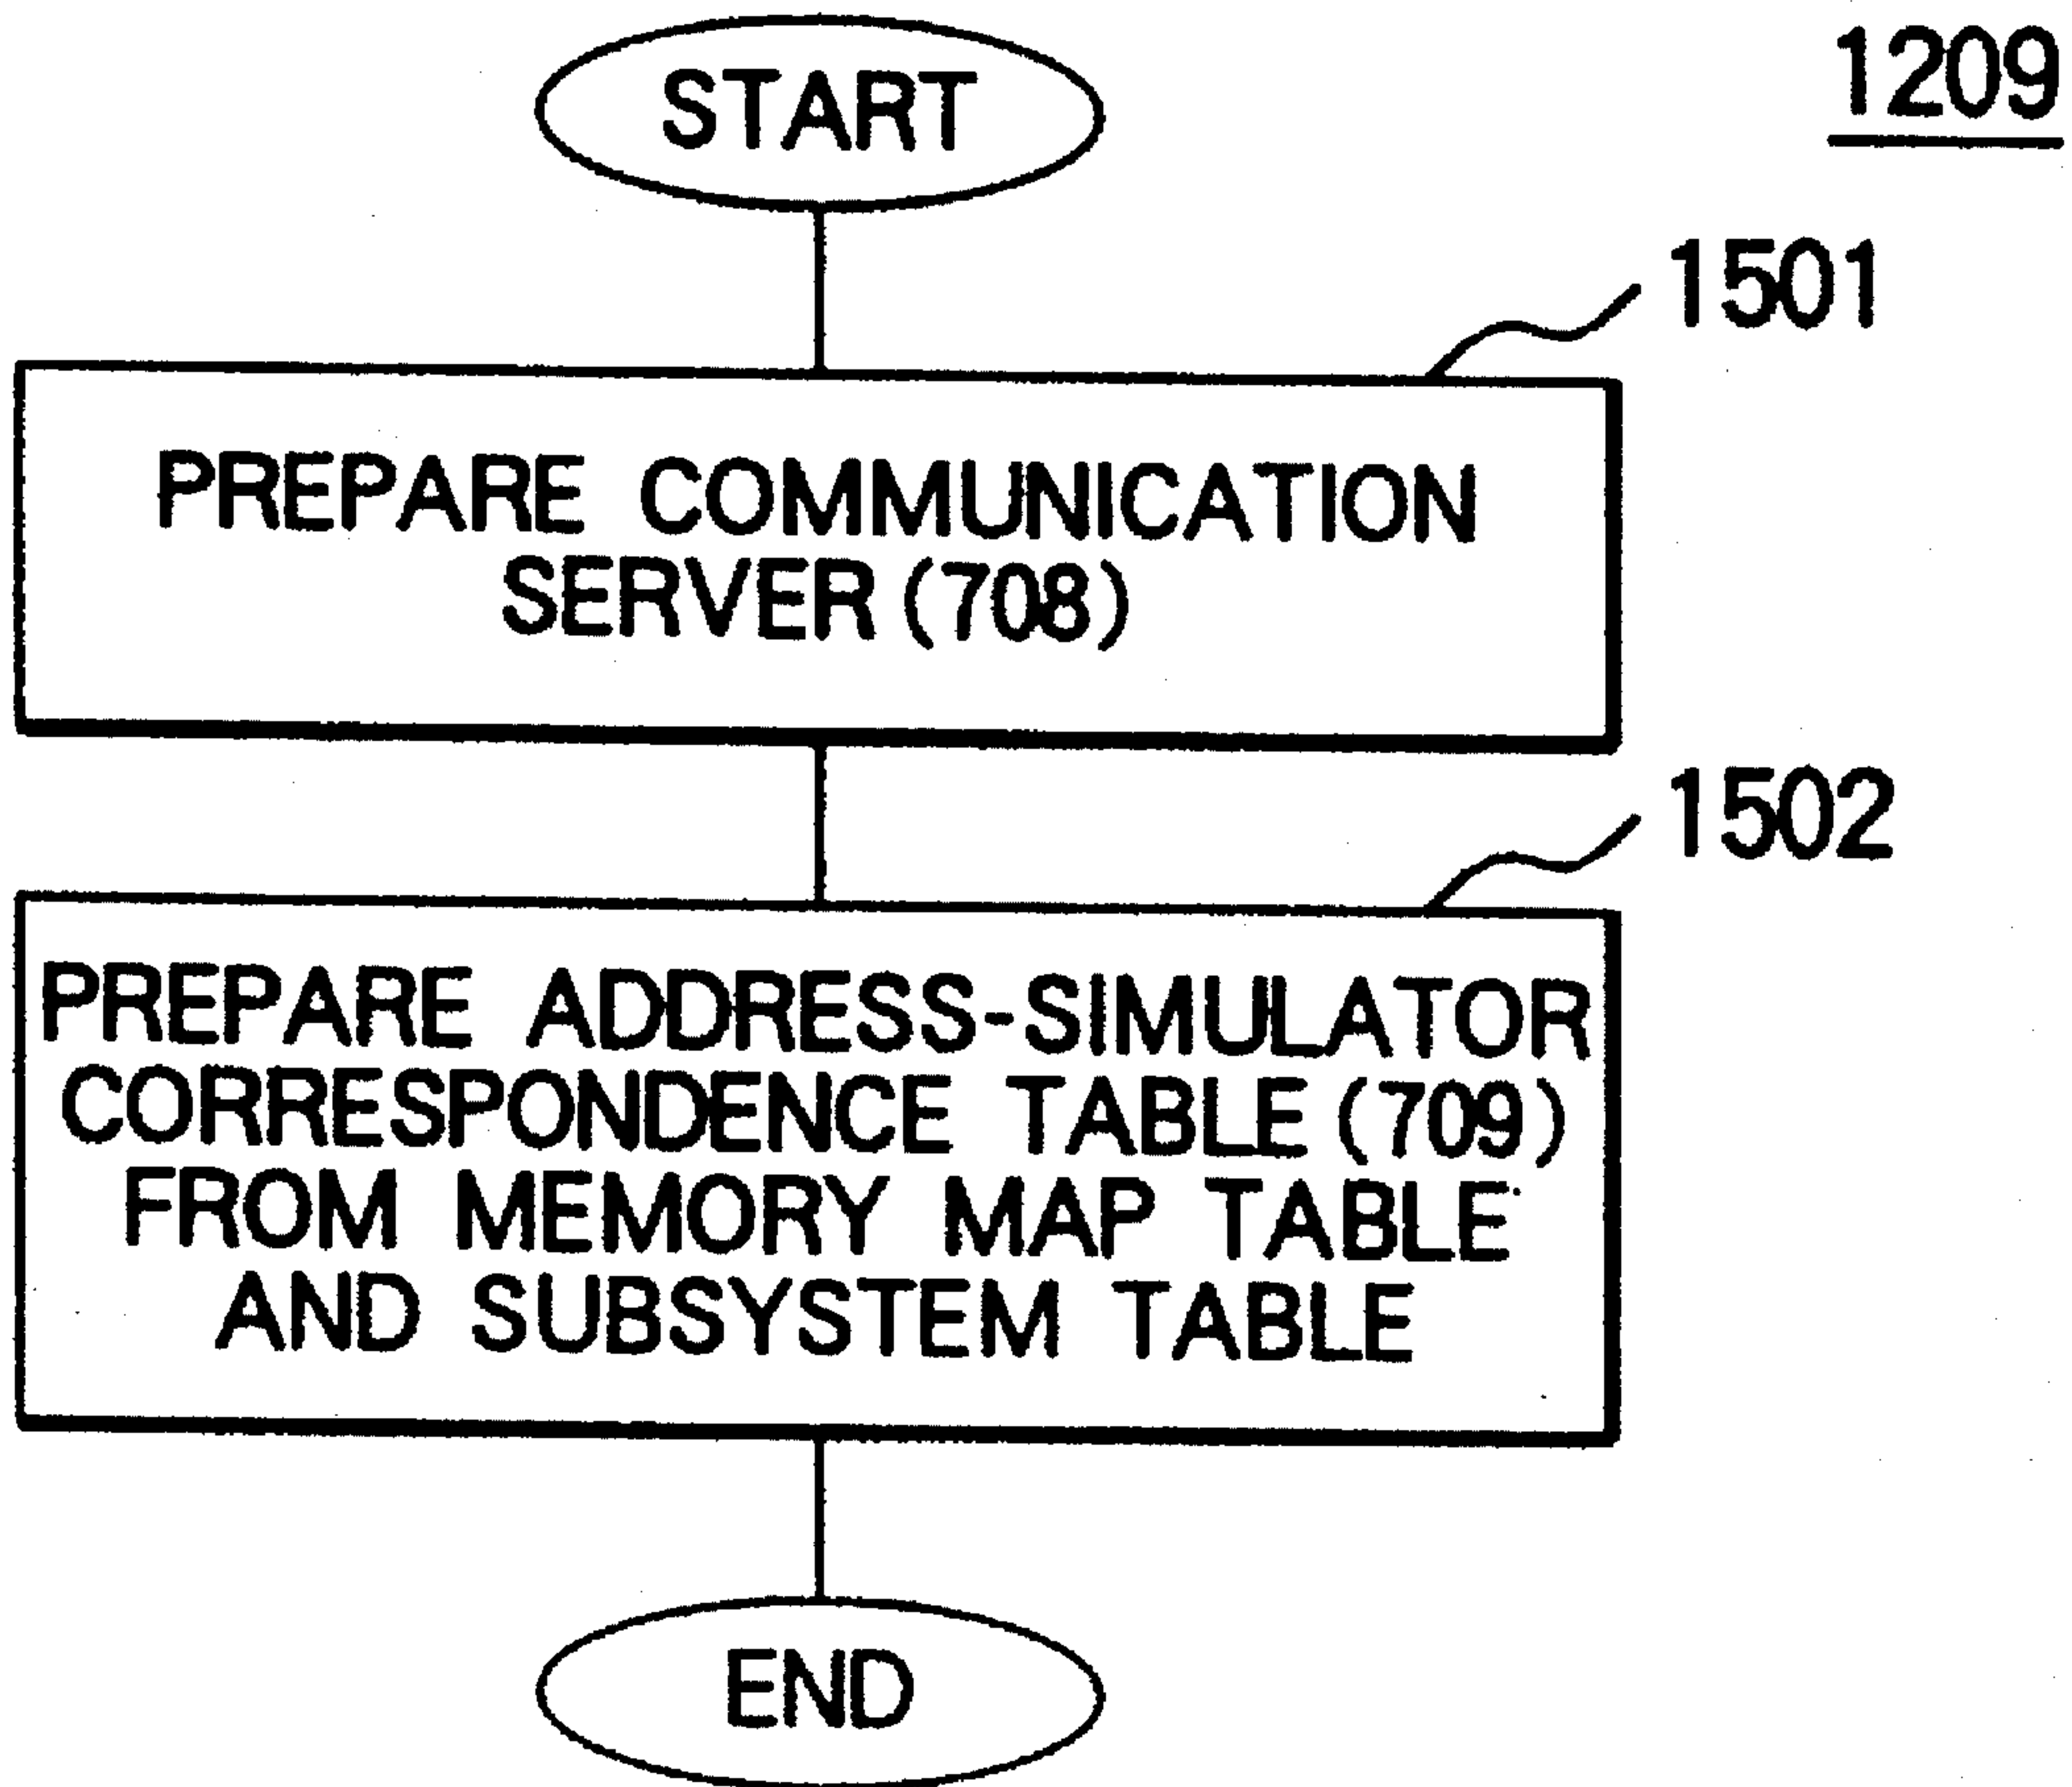 START
1209
1501
PREPARE COMMUNICATION
SERVER (708)
1502
PREPARE ADDRESS-SIMULATOR
CORRESPONDENCE TABLE (709)
FROM MEMORY MAP TABLE
AND SUBSYSTEM TABLE
END